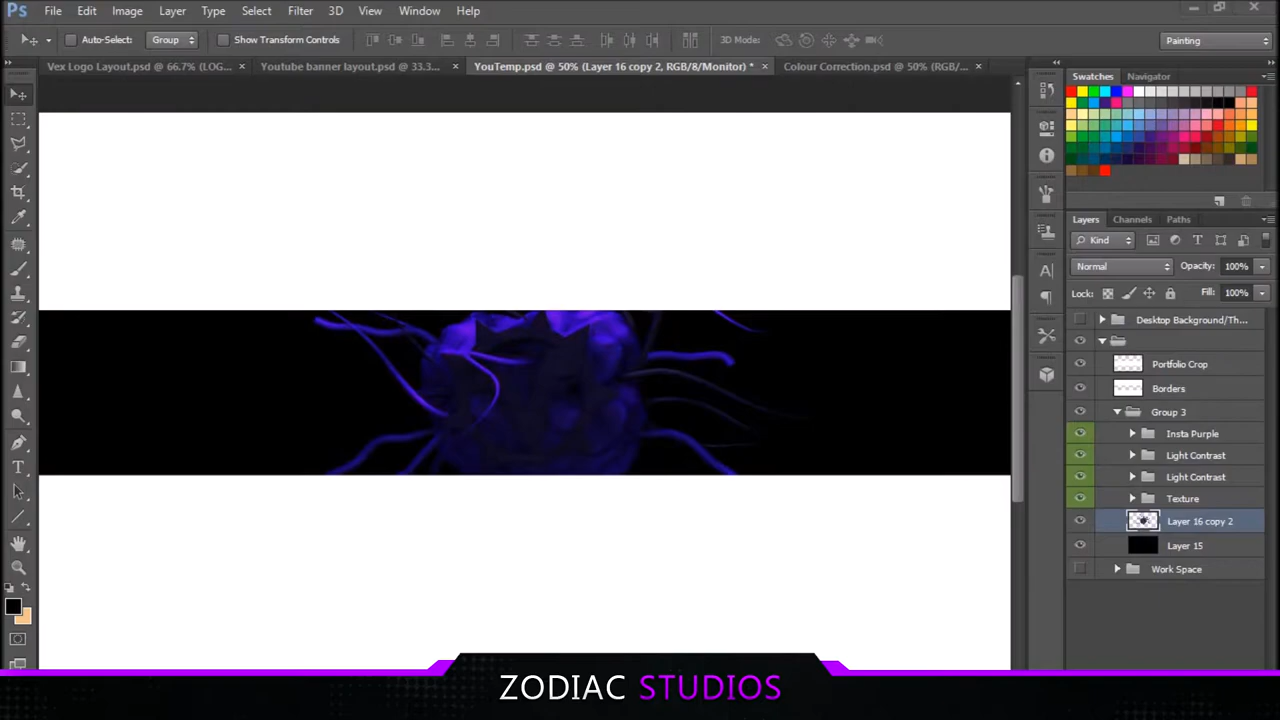 Ps File Edit Image Layer Type Select Filter 3D View Window Help
Auto-Select: Group Show Transform Controls 3D Mode: Painting
Vex Logo Layout.psd @ 66.7% (LOG... × Youtube banner layout.psd @ 33.3... × YouTemp.psd @ 50% (Layer 16 copy 2, RGB/8/Monitor) * × Colour Correction.psd @ 50% (RGB/... ×
Swatches Navigator
Layers Channels Paths
Kind
Normal Opacity: 100%
Lock: Fill: 100%
Desktop Background/Th...
Portfolio Crop
Borders
Group 3
Insta Purple
Light Contrast
Light Contrast
Texture
Layer 16 copy 2
Layer 15
Work Space
ZODIAC STUDIOS